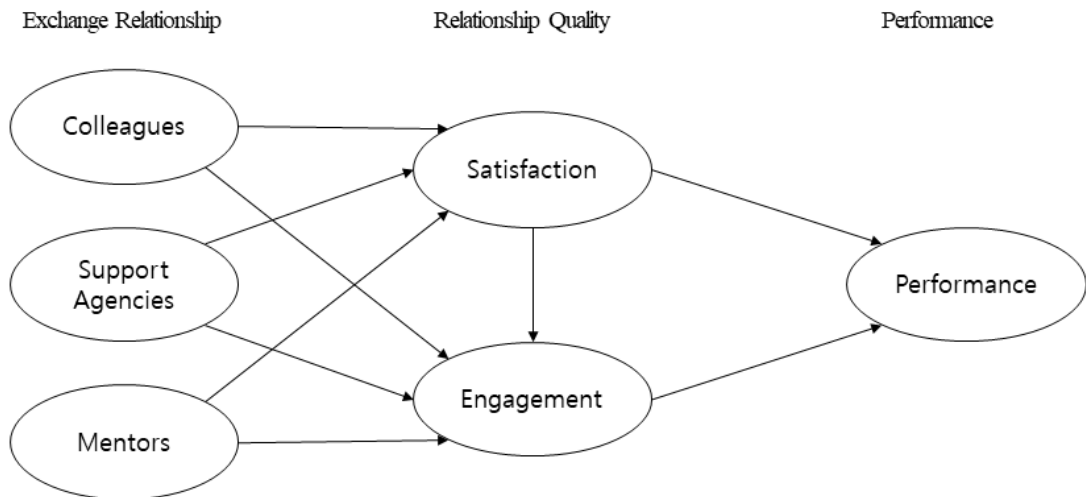 Exchange Relationship
Relationship Quality
Performance
Colleagues
Satisfaction
Support
Agencies
Performance
Engagement
Mentors